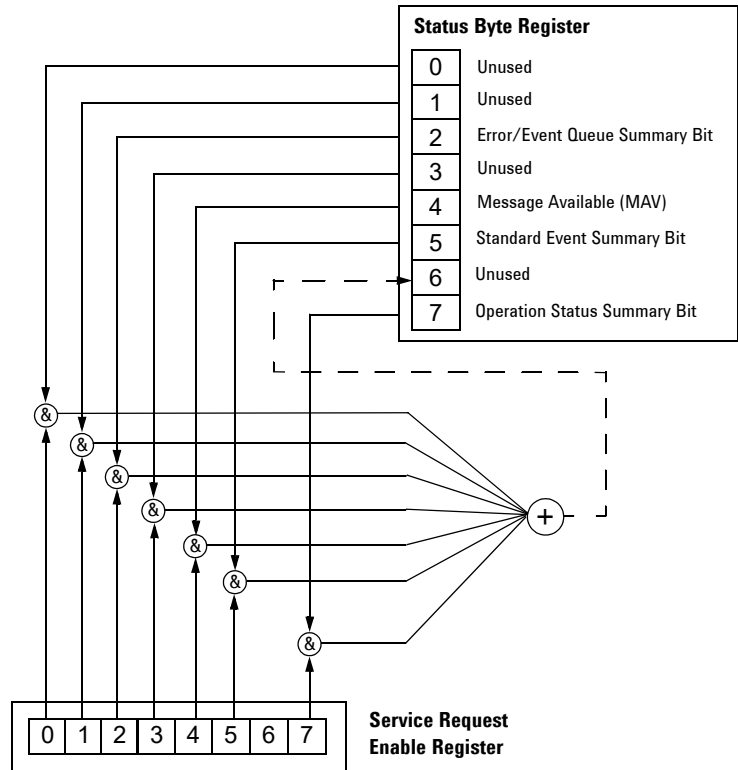 Status Byte Register
0 Unused
1 Unused
2 Error/Event Queue Summary Bit
3 Unused
4 Message Available (MAV)
5 Standard Event Summary Bit
6 Unused
7 Operation Status Summary Bit
&
&
&
&
&
&
&
+
0 1 2 3 4 5 6 7
Service Request
Enable Register